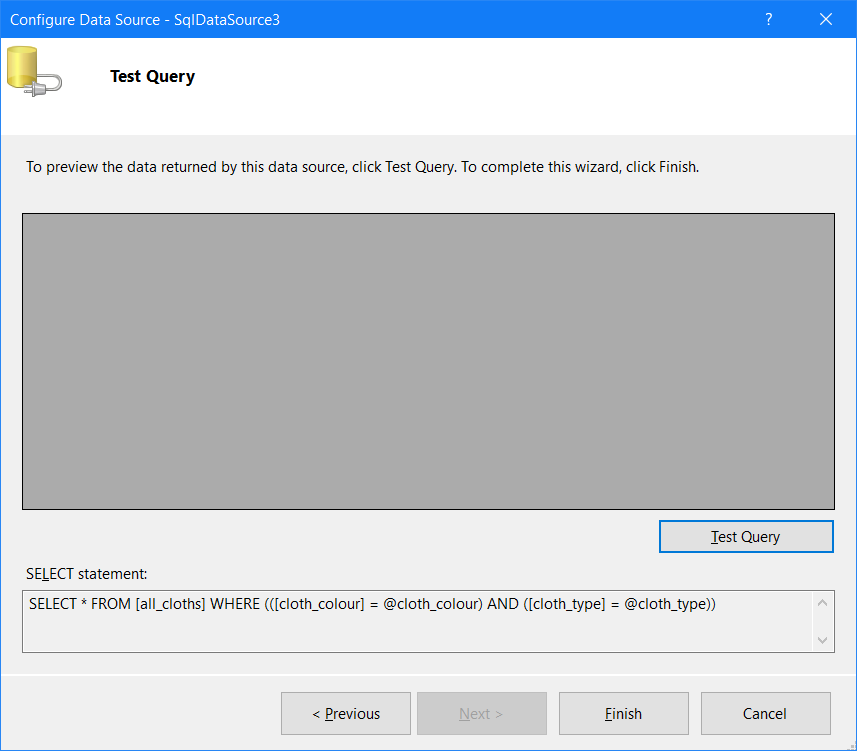 Configure Data Source - SqlDataSource3
?
Test Query
To preview the data returned by this data source, click Test Query. To complete this wizard, click Finish.
Test Query
SELECT statement:
SELECT * FROM [all_cloths] WHERE (([cloth_colour] = @cloth_colour) AND ([cloth_type] = @cloth_type))
< Previous
Next >
Finish
Cancel